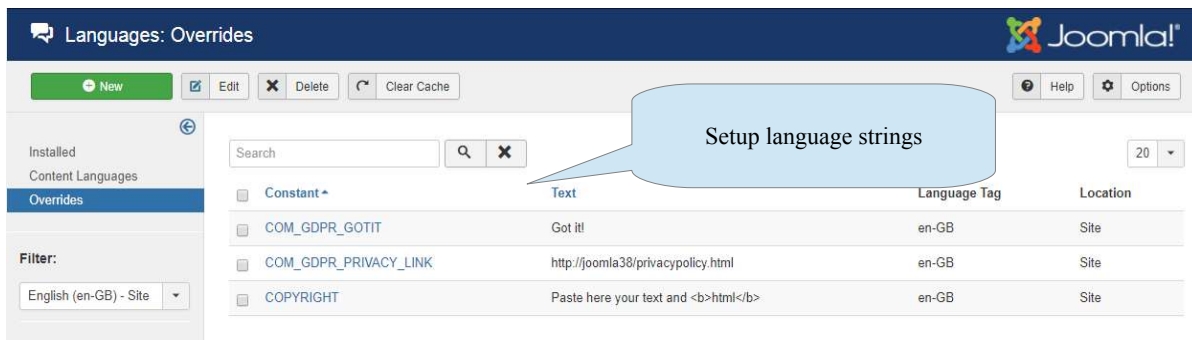 Languages: Overrides
Joomla!®
New Edit Delete Clear Cache Help Options
Setup language strings
Installed
Content Languages
Overrides
Filter:
English (en-GB) - Site
Search 20
Constant Text Language Tag Location
COM_GDPR_GOTIT Got it! en-GB Site
COM_GDPR_PRIVACY_LINK http://joomla38/privacypolicy.html en-GB Site
COPYRIGHT Paste here your text and <b>html</b> en-GB Site